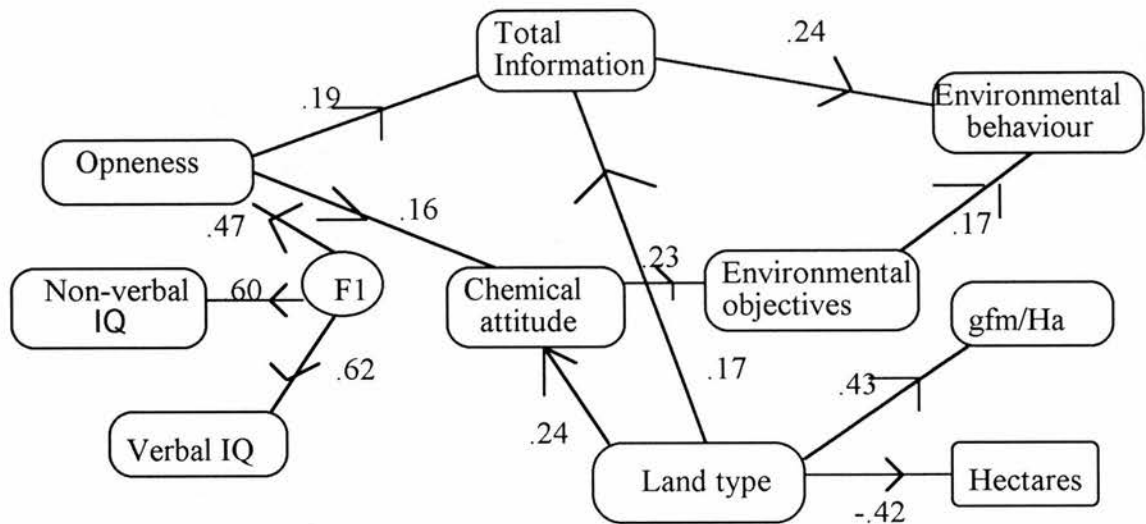 Total
Information
.24
Environmental
behaviour
.19
Opneness
.16
.47
.17
Non-verbal
IQ
.60
F1
Chemical
attitude
.23
Environmental
objectives
gfm/Ha
.62
.17
.43
Verbal IQ
.24
Land type
Hectares
-.42